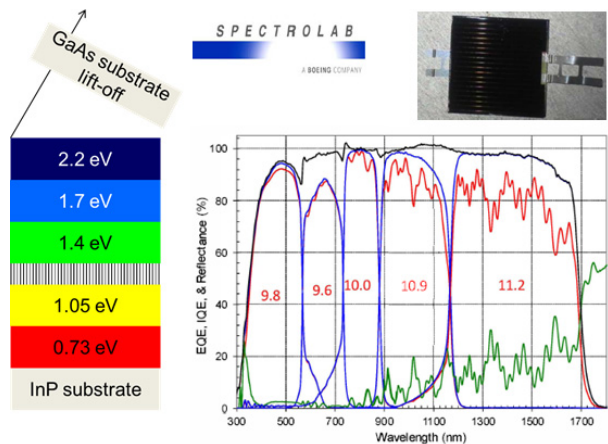 GaAs substrate
lift-off
2.2 eV
1.7 eV
1.4 eV
1.05 eV
0.73 eV
InP substrate
SPECTROLAB
A BOEING COMPANY
EQE, IQE, & Reflectance (%)
100
80
60
40
20
0
9.8
9.6
10.0
10.9
11.2
300
500
700
900
1100
1300
1500
1700
Wavelength (nm)